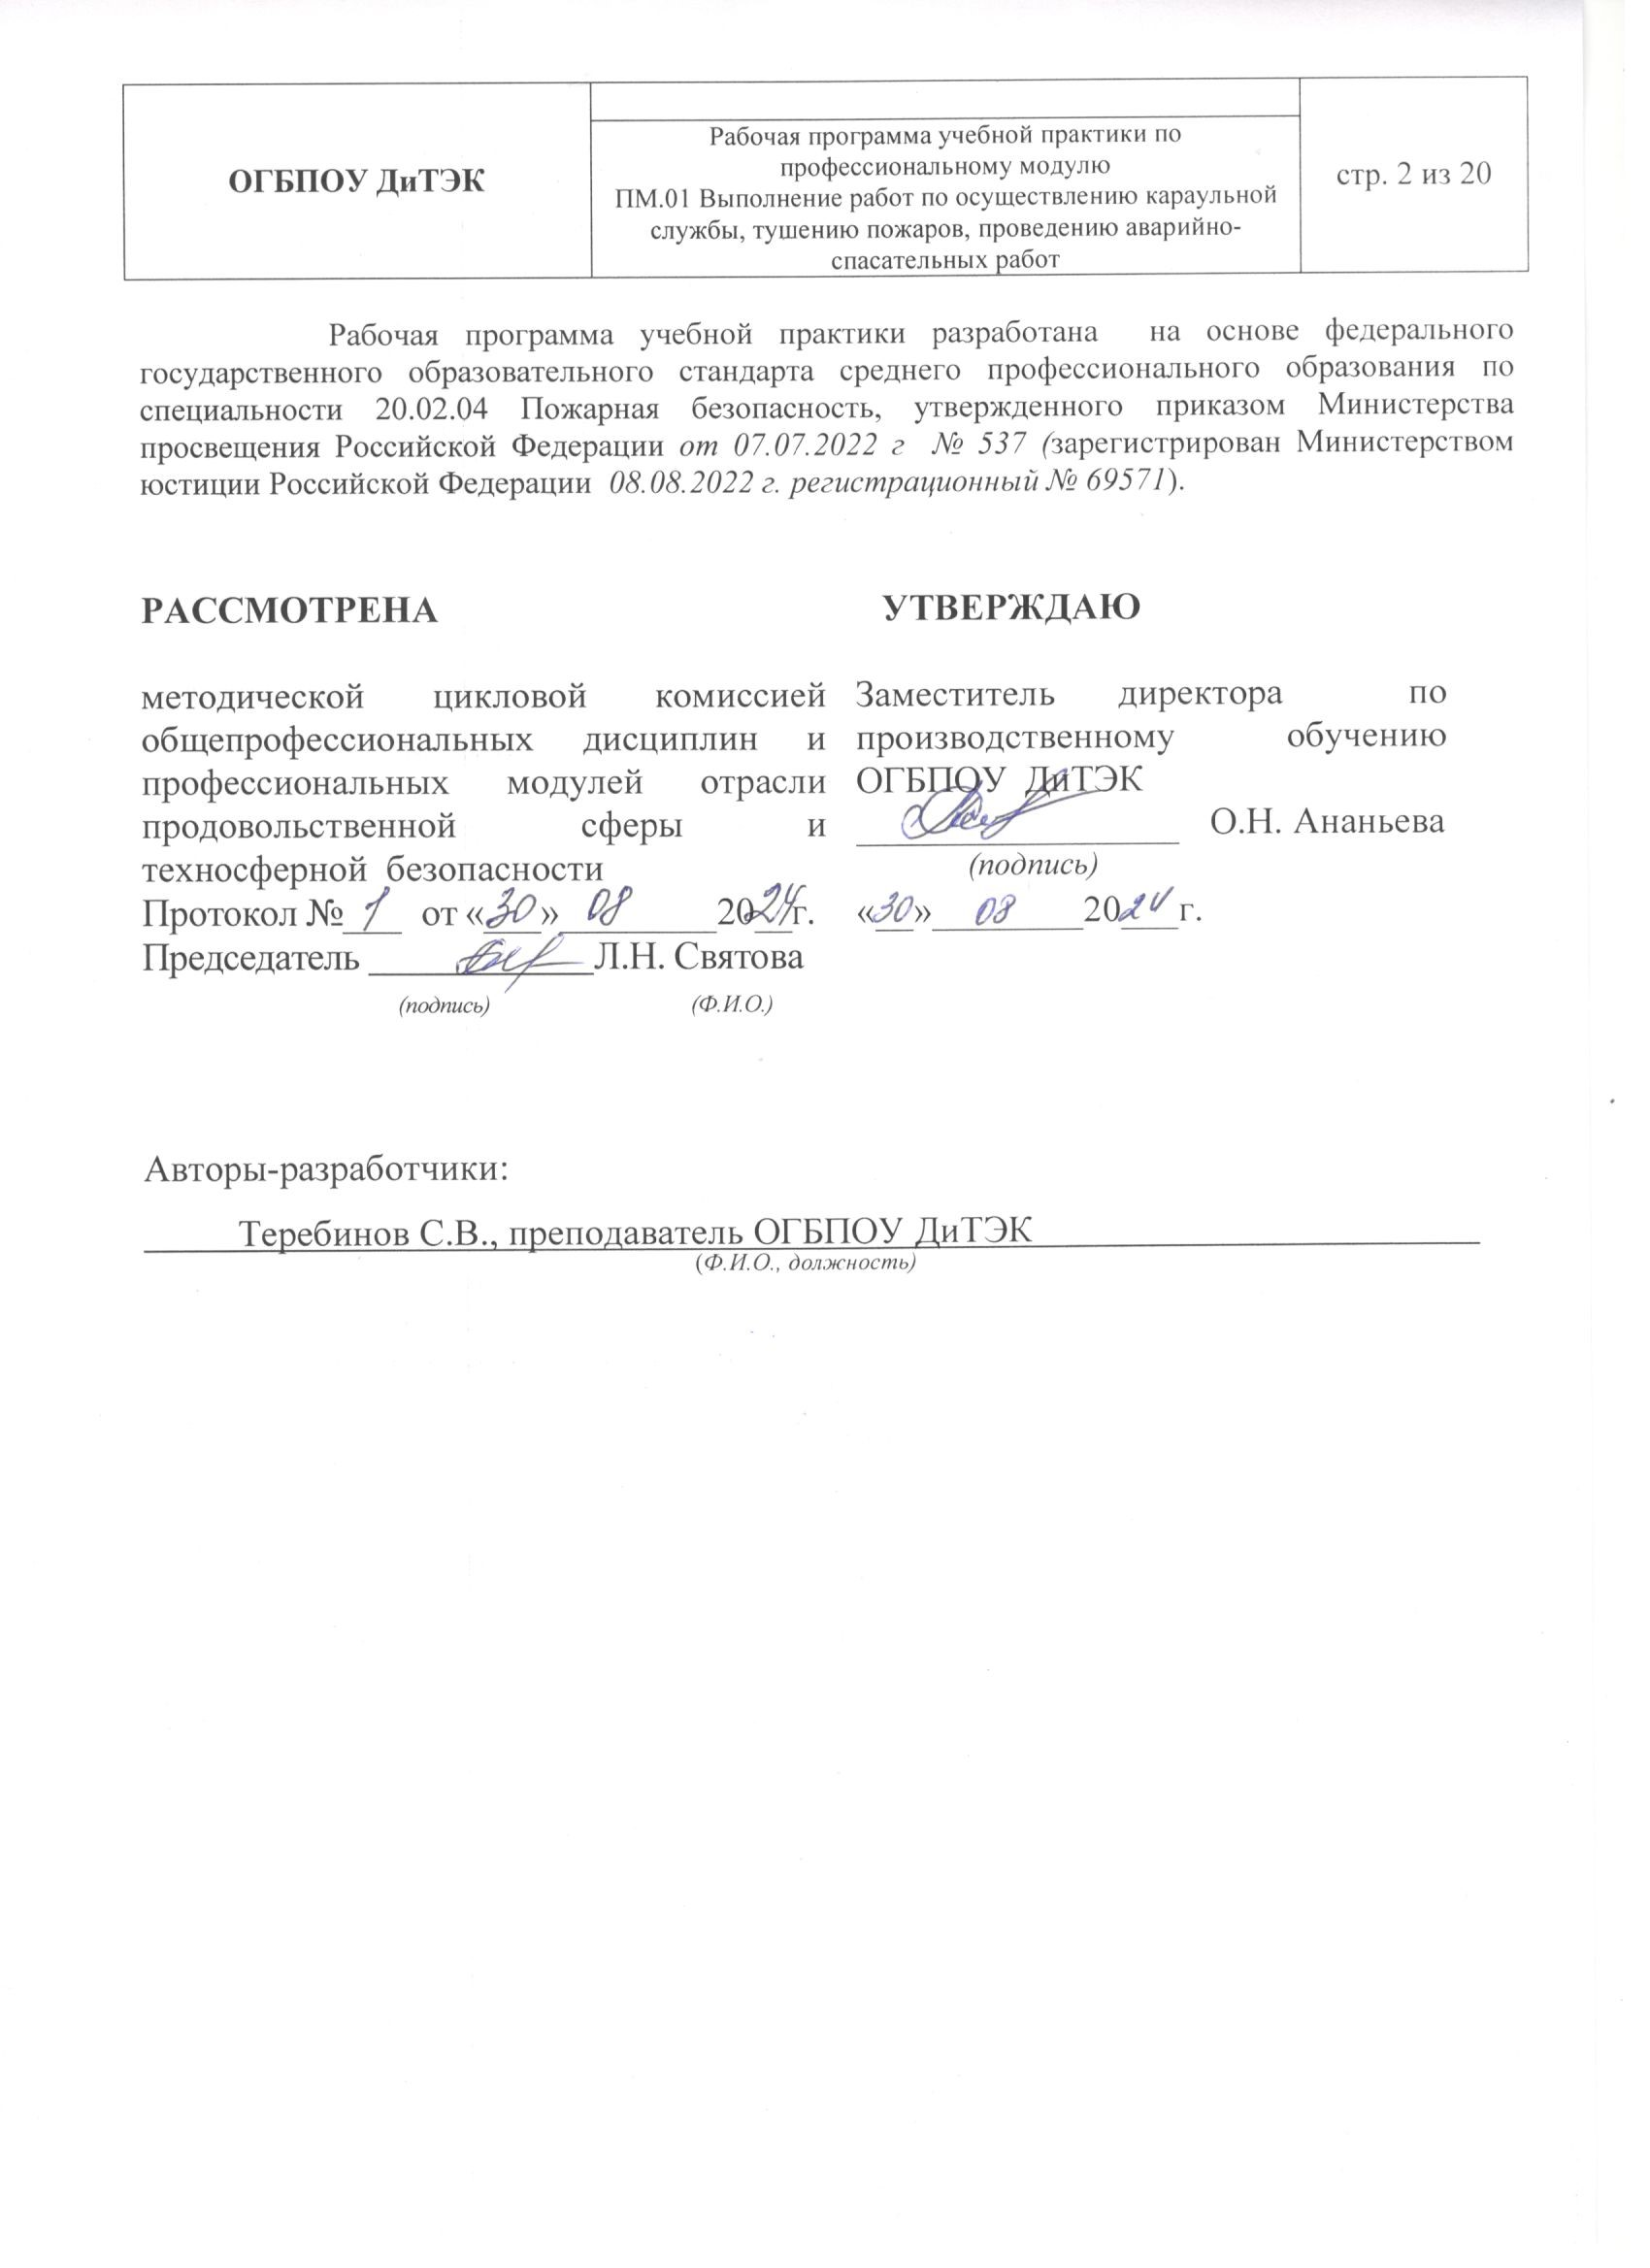 ОГБПОУ ДиТЭК
Рабочая программа учебной практики по
профессиональному модулю
ПМ.01 Выполнение работ по осуществлению караульной
службы, тушению пожаров, проведению аварийно-
спасательных работ
стр. 2 из 20
Рабочая программа учебной практики разработана на основе федерального
государственного образовательного стандарта среднего профессионального образования по
специальности 20.02.04 Пожарная безопасность, утвержденного приказом Министерства
просвещения Российской Федерации от 07.07.2022 г № 537 (зарегистрирован Министерством
юстиции Российской Федерации 08.08.2022 г. регистрационный № 69571).
РАССМОТРЕНА
методической цикловой комиссией
общепрофессиональных дисциплин и
профессиональных модулей отрасли
продовольственной сферы и
техносферной безопасности
Протокол № 1 от «30» 08 2024г.
Председатель Л.Н. Святова
(подпись) (Ф.И.О.)
УТВЕРЖДАЮ
Заместитель директора по
производственному обучению
ОГБПОУ ДиТЭК
О.Н. Ананьева
(подпись)
«30» 08 2024 г.
Авторы-разработчики:
Теребинов С.В., преподаватель ОГБПОУ ДиТЭК
(Ф.И.О., должность)